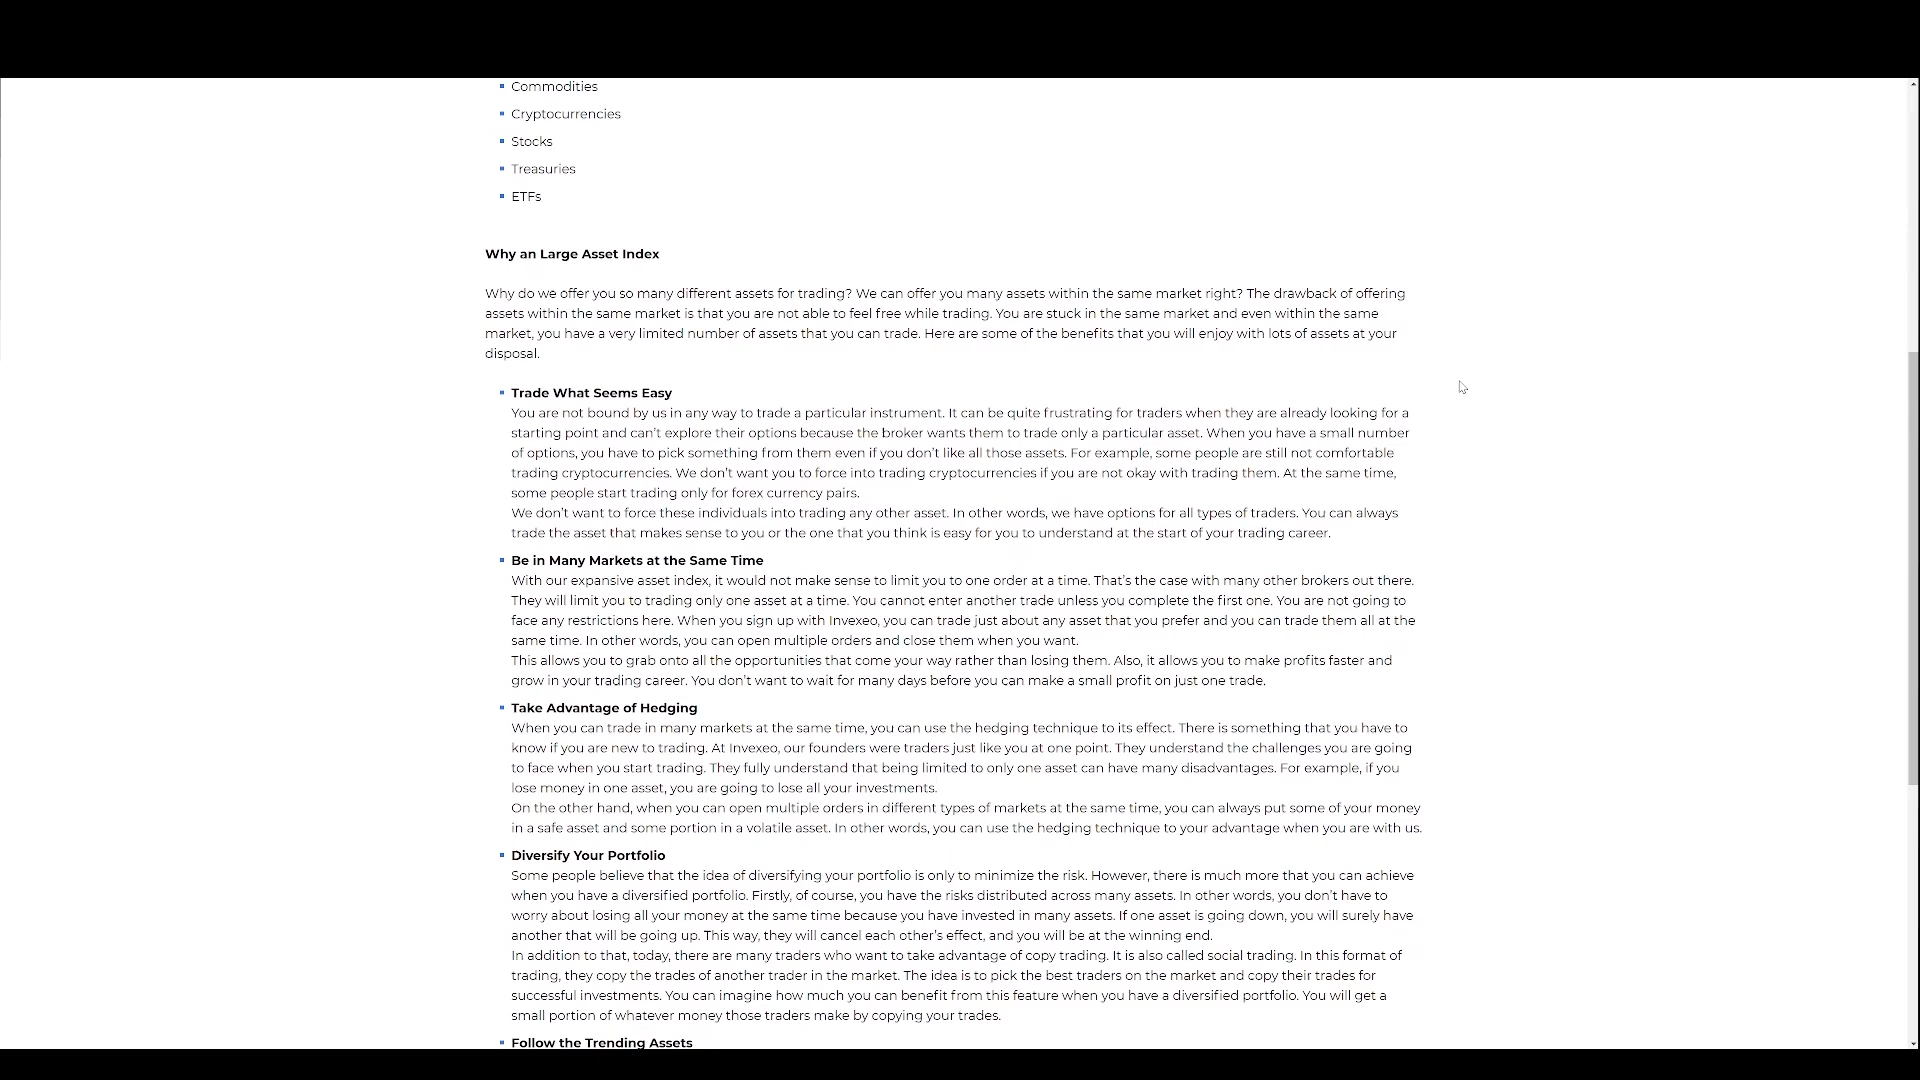 Commodities
Cryptocurrencies
Stocks
Treasuries
ETFs
Why an Large Asset Index
Why do we offer you so many different assets for trading? We can offer you many assets within the same market right? The drawback of offering
assets within the same market is that you are not able to feel free while trading. You are stuck in the same market and even within the same
market, you have a very limited number of assets that you can trade. Here are some of the benefits that you will enjoy with lots of assets at your
disposal.
Trade What Seems Easy
You are not bound by us in any way to trade a particular instrument. It can be quite frustrating for traders when they are already looking for a
starting point and can't explore their options because the broker wants them to trade only a particular asset. When you have a small number
of options, you have to pick something from them even if you don't like all those assets. For example, some people are still not comfortable
trading cryptocurrencies. We don't want you to force into trading cryptocurrencies if you are not okay with trading them. At the same time,
some people start trading only for forex currency pairs.
We don't want to force these individuals into trading any other asset. In other words, we have options for all types of traders. You can always
trade the asset that makes sense to you or the one that you think is easy for you to understand at the start of your trading career.
Be in Many Markets at the Same Time
With our expansive asset index, it would not make sense to limit you to one order at a time. That's the case with many other brokers out there.
They will limit you to trading only one asset at a time. You cannot enter another trade unless you complete the first one. You are not going to
face any restrictions here. When you sign up with Invexeo, you can trade just about any asset that you prefer and you can trade them all at the
same time. In other words, you can open multiple orders and close them when you want.
This allows you to grab onto all the opportunities that come your way rather than losing them. Also, it allows you to make profits faster and
grow in your trading career. You don't want to wait for many days before you can make a small profit on just one trade.
Take Advantage of Hedging
When you can trade in many markets at the same time, you can use the hedging technique to its effect. There is something that you have to
know if you are new to trading. At Invexeo, our founders were traders just like you at one point. They understand the challenges you are going
to face when you start trading. They fully understand that being limited to only one asset can have many disadvantages. For example, if you
lose money in one asset, you are going to lose all your investments.
On the other hand, when you can open multiple orders in different types of markets at the same time, you can always put some of your money
in a safe asset and some portion in a volatile asset. In other words, you can use the hedging technique to your advantage when you are with us.
Diversify Your Portfolio
Some people believe that the idea of diversifying your portfolio is only to minimize the risk. However, there is much more that you can achieve
when you have a diversified portfolio. Firstly, of course, you have the risks distributed across many assets. In other words, you don't have to
worry about losing all your money at the same time because you have invested in many assets. If one asset is going down, you will surely have
another that will be going up. This way, they will cancel each other's effect, and you will be at the winning end.
In addition to that, today, there are many traders who want to take advantage of copy trading. It is also called social trading. In this format of
trading, they copy the trades of another trader in the market. The idea is to pick the best traders on the market and copy their trades for
successful investments. You can imagine how much you can benefit from this feature when you have a diversified portfolio. You will get a
small portion of whatever money those traders make by copying your trades.
Follow the Trending Assets